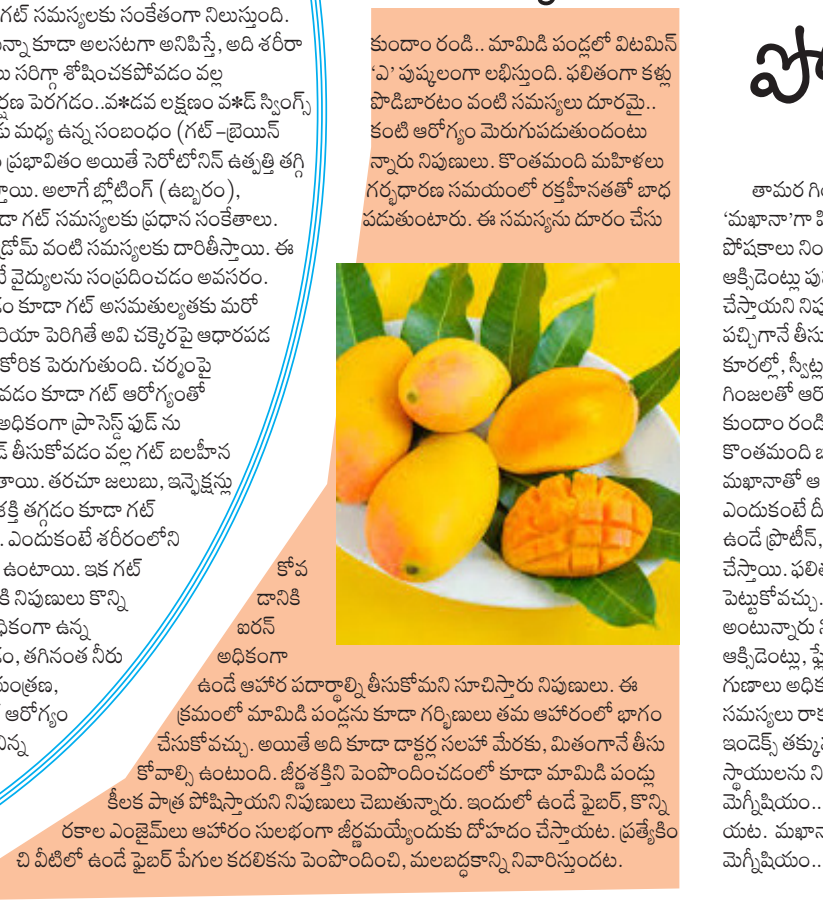 గట్ సమస్యలకు సంకేతంగా నిలుస్తుంది.
న్నా కూడా అలసటగా అనిపిస్తే, అది శరీరా
సరిగ్గా శోషించకపోవడం వల్ల
పెరగడం..వ*డవ లక్షణం వ*డ్ స్వింగ్స్
మధ్య ఉన్న సంబంధం (గట్–బ్రెయిన్
ప్రభావితం అయితే సెరోటోనిన్ ఉత్పత్తి తగ్గి
అలాగే బ్లోటింగ్ (ఉబ్బరం),
డా గట్ సమస్యలకు ప్రధాన సంకేతాలు.
డ్రోమ్ వంటి సమస్యలకు దారితీస్తాయి. ఈ
వైద్యులను సంప్రదించడం అవసరం.
కూడా గట్ అసమతుల్యతకు మరో
రియా పెరిగితే అవి చక్కెరపై ఆధారపడ
కోరిక పెరుగుతుంది. చర్మంపై
వడం కూడా గట్ ఆరోగ్యంతో
అధికంగా ప్రాసెస్డ్ ఫుడ్ ను
తీసుకోవడం వల్ల గట్ బలహీన
తాయి. తరచూ జలుబు, ఇన్ఫెక్షన్లు
శక్తి తగ్గడం కూడా గట్
. ఎందుకంటే శరీరంలోని
ఉంటాయి. ఇక గట్
కి నిపుణులు కొన్ని
ధికంగా ఉన్న
తగినంత నీరు
యంత్రణ,
ఆరోగ్యం
చిన్న
కుందాం రండి.. మామిడి పండ్లలో విటమిన్
‘ఎ’ పుష్కలంగా లభిస్తుంది. ఫలితంగా కళ్లు
పొడిబారటం వంటి సమస్యలు దూరమై..
కంటి ఆరోగ్యం మెరుగుపడుతుందంటు
న్నారు నిపుణులు. కొంతమంది మహిళలు
గర్భధారణ సమయంలో రక్తహీనతతో బాధ
పడుతుంటారు. ఈ సమస్యను దూరం చేసు
కోవ
డానికి
ఐరన్
అధికంగా
ఉండే ఆహార పదార్థాల్ని తీసుకోమని సూచిస్తారు నిపుణులు. ఈ
క్రమంలో మామిడి పండ్లను కూడా గర్భిణులు తమ ఆహారంలో భాగం
చేసుకోవచ్చు. అయితే అది కూడా డాక్టర్ల సలహా మేరకు, మితంగానే తీసు
కోవాల్సి ఉంటుంది. జీర్ణశక్తిని పెంపొందించడంలో కూడా మామిడి పండ్లు
కీలక పాత్ర పోషిస్తాయని నిపుణులు చెబుతున్నారు. ఇందులో ఉండే ఫైబర్, కొన్ని
రకాల ఎంజైమ్‌లు ఆహారం సులభంగా జీర్ణమయ్యేందుకు దోహదం చేస్తాయట. ప్రత్యేకిం
చి వీటిలో ఉండే ఫైబర్ పేగుల కదలికను పెంపొందించి, మలబద్ధకాన్ని నివారిస్తుందట.
పో
తామర గిం
‘మఖానా’గా పి
పోషకాలు నిం
ఆక్సిడెంట్లు పు
చేస్తాయని నిపు
పచ్చిగానే తీసు
కూరల్లో, స్వీట్ల
గింజలతో ఆరో
కుందాం రండి
కొంతమంది బ
మఖానాతో ఆ
ఎందుకంటే దీ
ఉండే ప్రొటీన్,
చేస్తాయి. ఫలిత
పెట్టుకోవచ్చు.
అంటున్నారు ని
ఆక్సిడెంట్లు, ఫ్లే
గుణాలు అధిక
సమస్యలు రాక
ఇండెక్స్ తక్కువ
స్థాయులను ని
మెగ్నీషియం..
యట. మఖానా
మెగ్నీషియం..